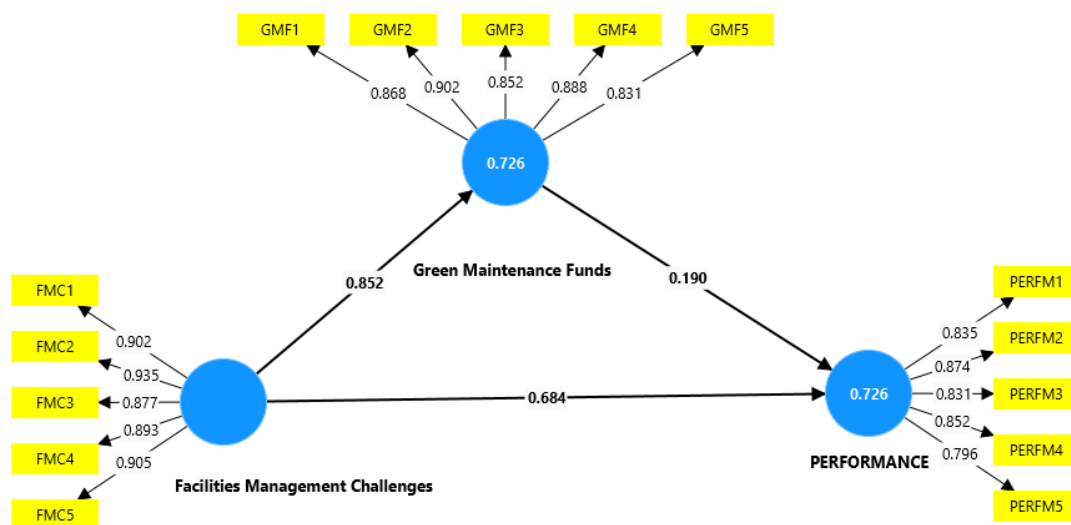 GMF1 GMF2 GMF3 GMF4 GMF5
0.868 0.902 0.852 0.888 0.831
0.726
Green Maintenance Funds
0.852
0.190
FMC1
FMC2
FMC3
FMC4
FMC5
0.902
0.935
0.877
0.893
0.905
Facilities Management Challenges
0.684
0.726
PERFORMANCE
0.835
0.874
0.831
0.852
0.796
PERFM1
PERFM2
PERFM3
PERFM4
PERFM5